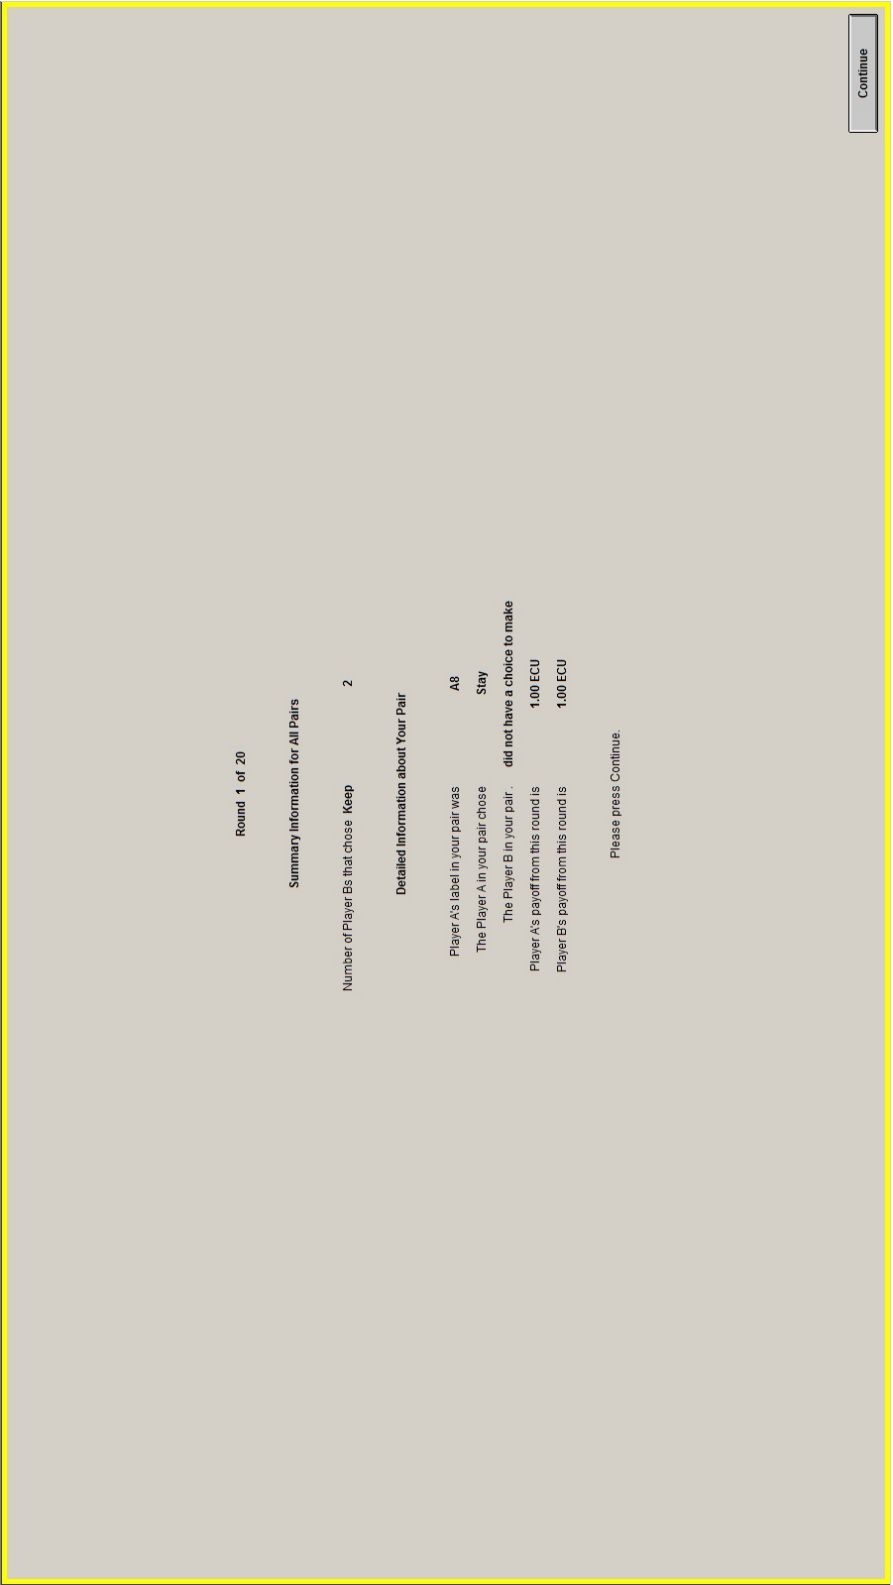 Round 1 of 20
Summary Information for All Pairs
Number of Player Bs that chose Keep 2
Detailed Information about Your Pair
Player A's label in your pair was A8
The Player A in your pair chose Stay
The Player B in your pair . did not have a choice to make
Player A's payoff from this round is 1.00 ECU
Player B's payoff from this round is 1.00 ECU
Please press Continue.
Continue